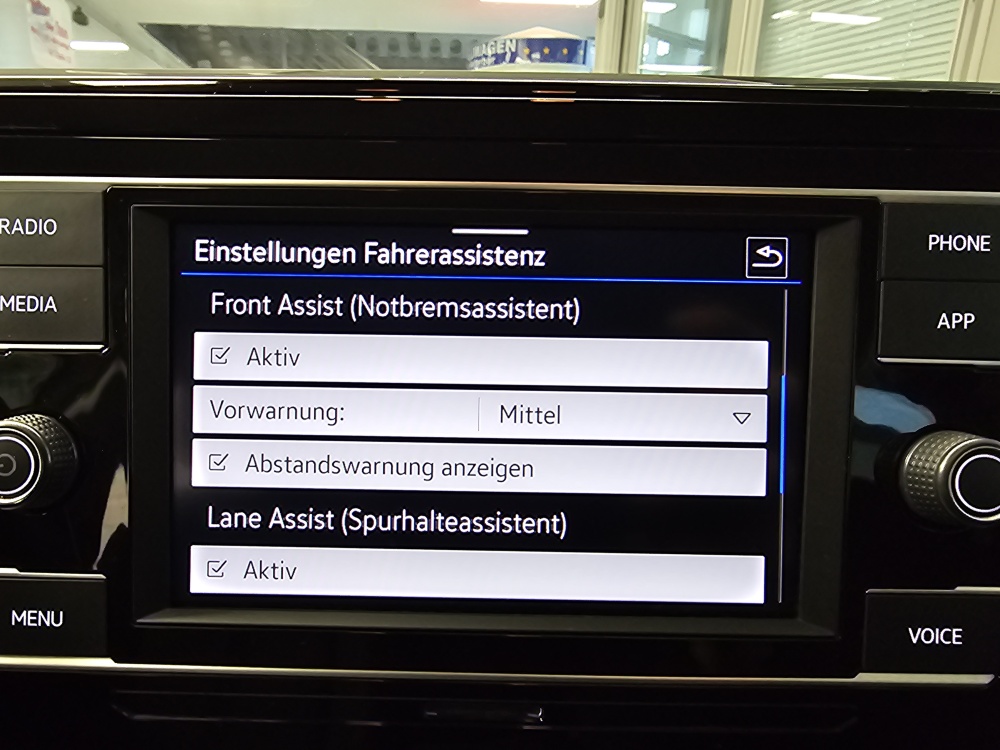 RADIO
MEDIA
MENU
Einstellungen Fahrerassistenz
Front Assist (Notbremsassistent)
Aktiv
Vorwarnung: Mittel
Abstandswarnung anzeigen
Lane Assist (Spurhalteassistent)
Aktiv
PHONE
APP
VOICE